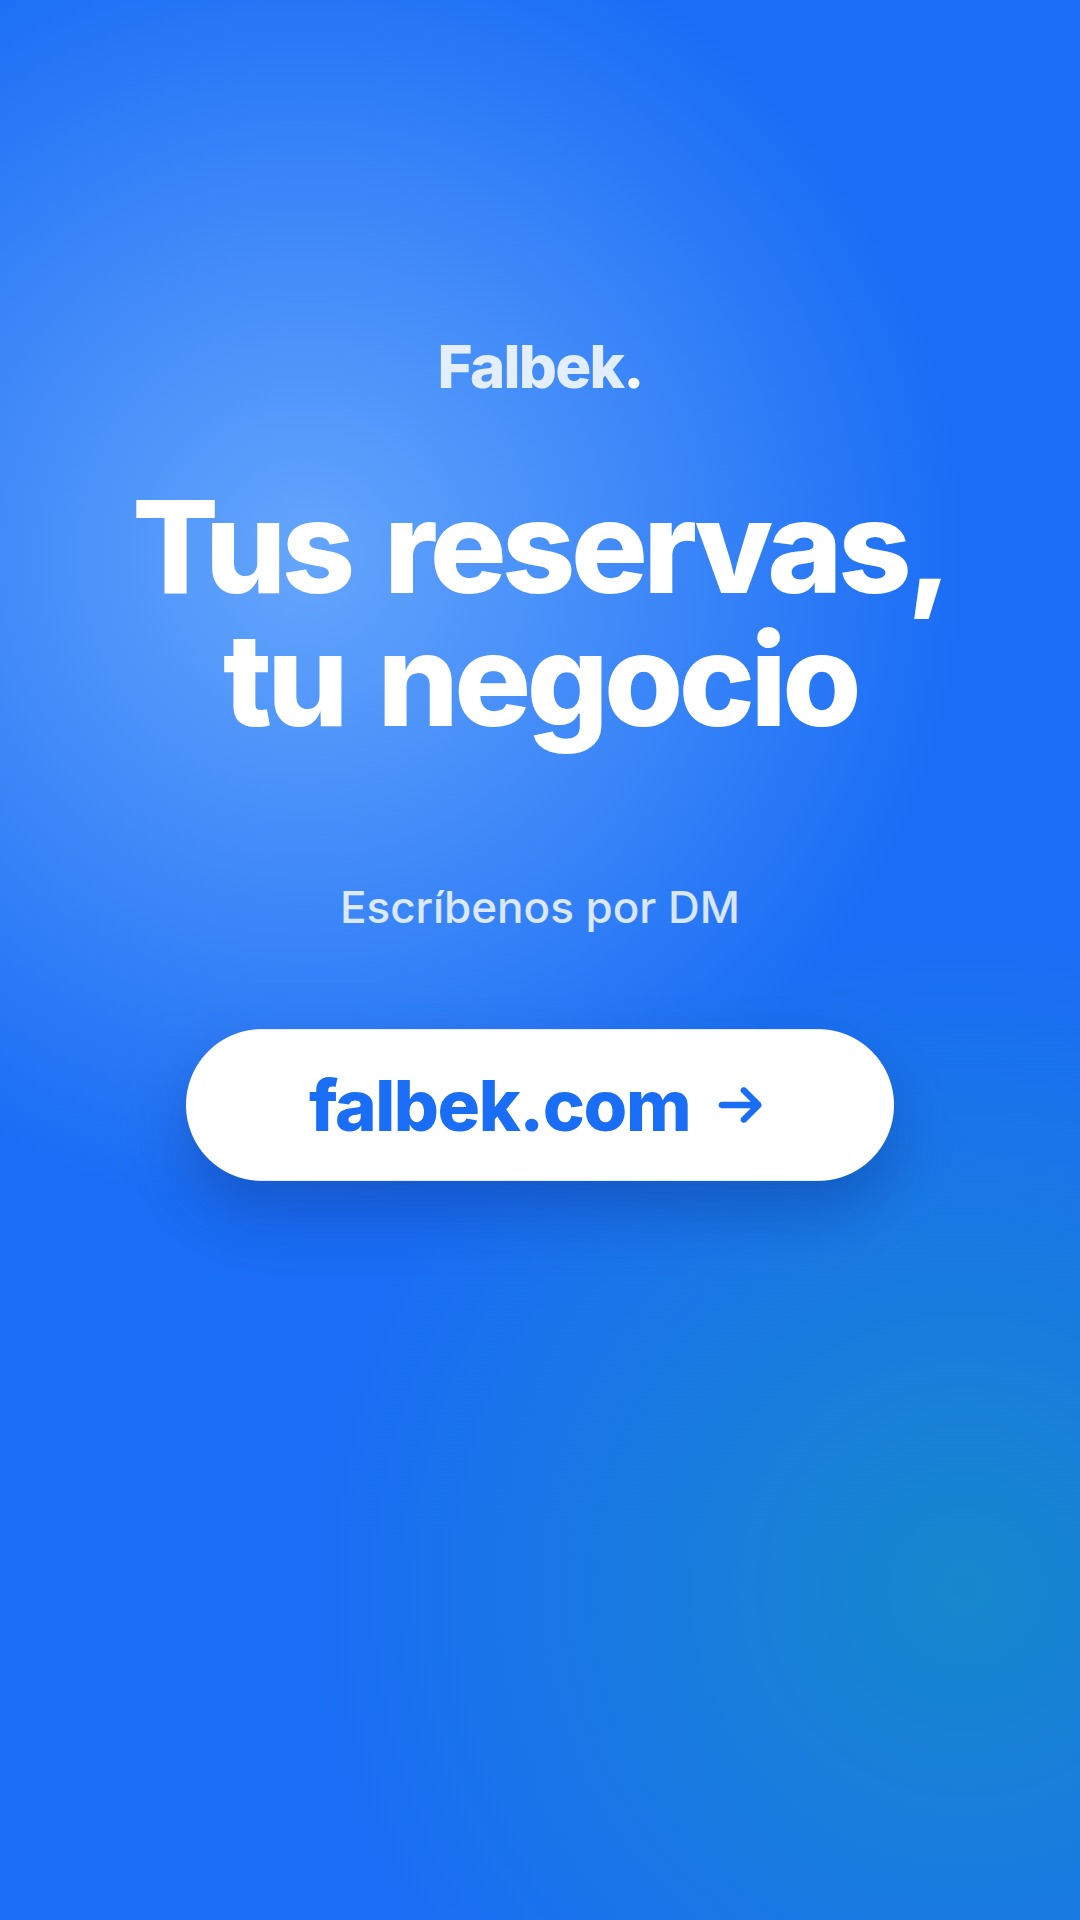 Falbek.
Tus reservas,
tu negocio
Escríbenos por DM
falbek.com →